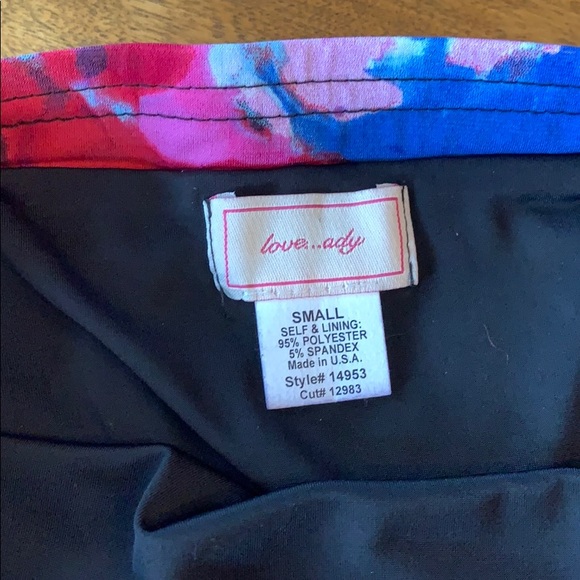 love...ady
SMALL
SELF & LINING:
95% POLYESTER
5% SPANDEX
Made in U.S.A.
Style# 14953
Cut# 12983